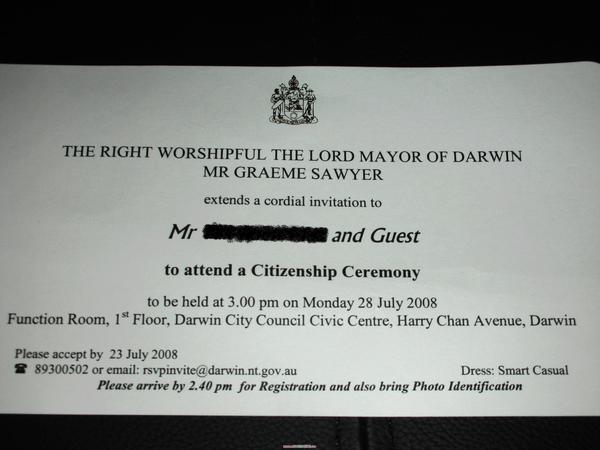 THE RIGHT WORSHIPFUL THE LORD MAYOR OF DARWIN
MR GRAEME SAWYER
extends a cordial invitation to
Mr and Guest
to attend a Citizenship Ceremony
to be held at 3.00 pm on Monday 28 July 2008
Function Room, 1st Floor, Darwin City Council Civic Centre, Harry Chan Avenue, Darwin
Please accept by 23 July 2008
☎ 89300502 or email: rsvpinvite@darwin.nt.gov.au Dress: Smart Casual
Please arrive by 2.40 pm for Registration and also bring Photo Identification